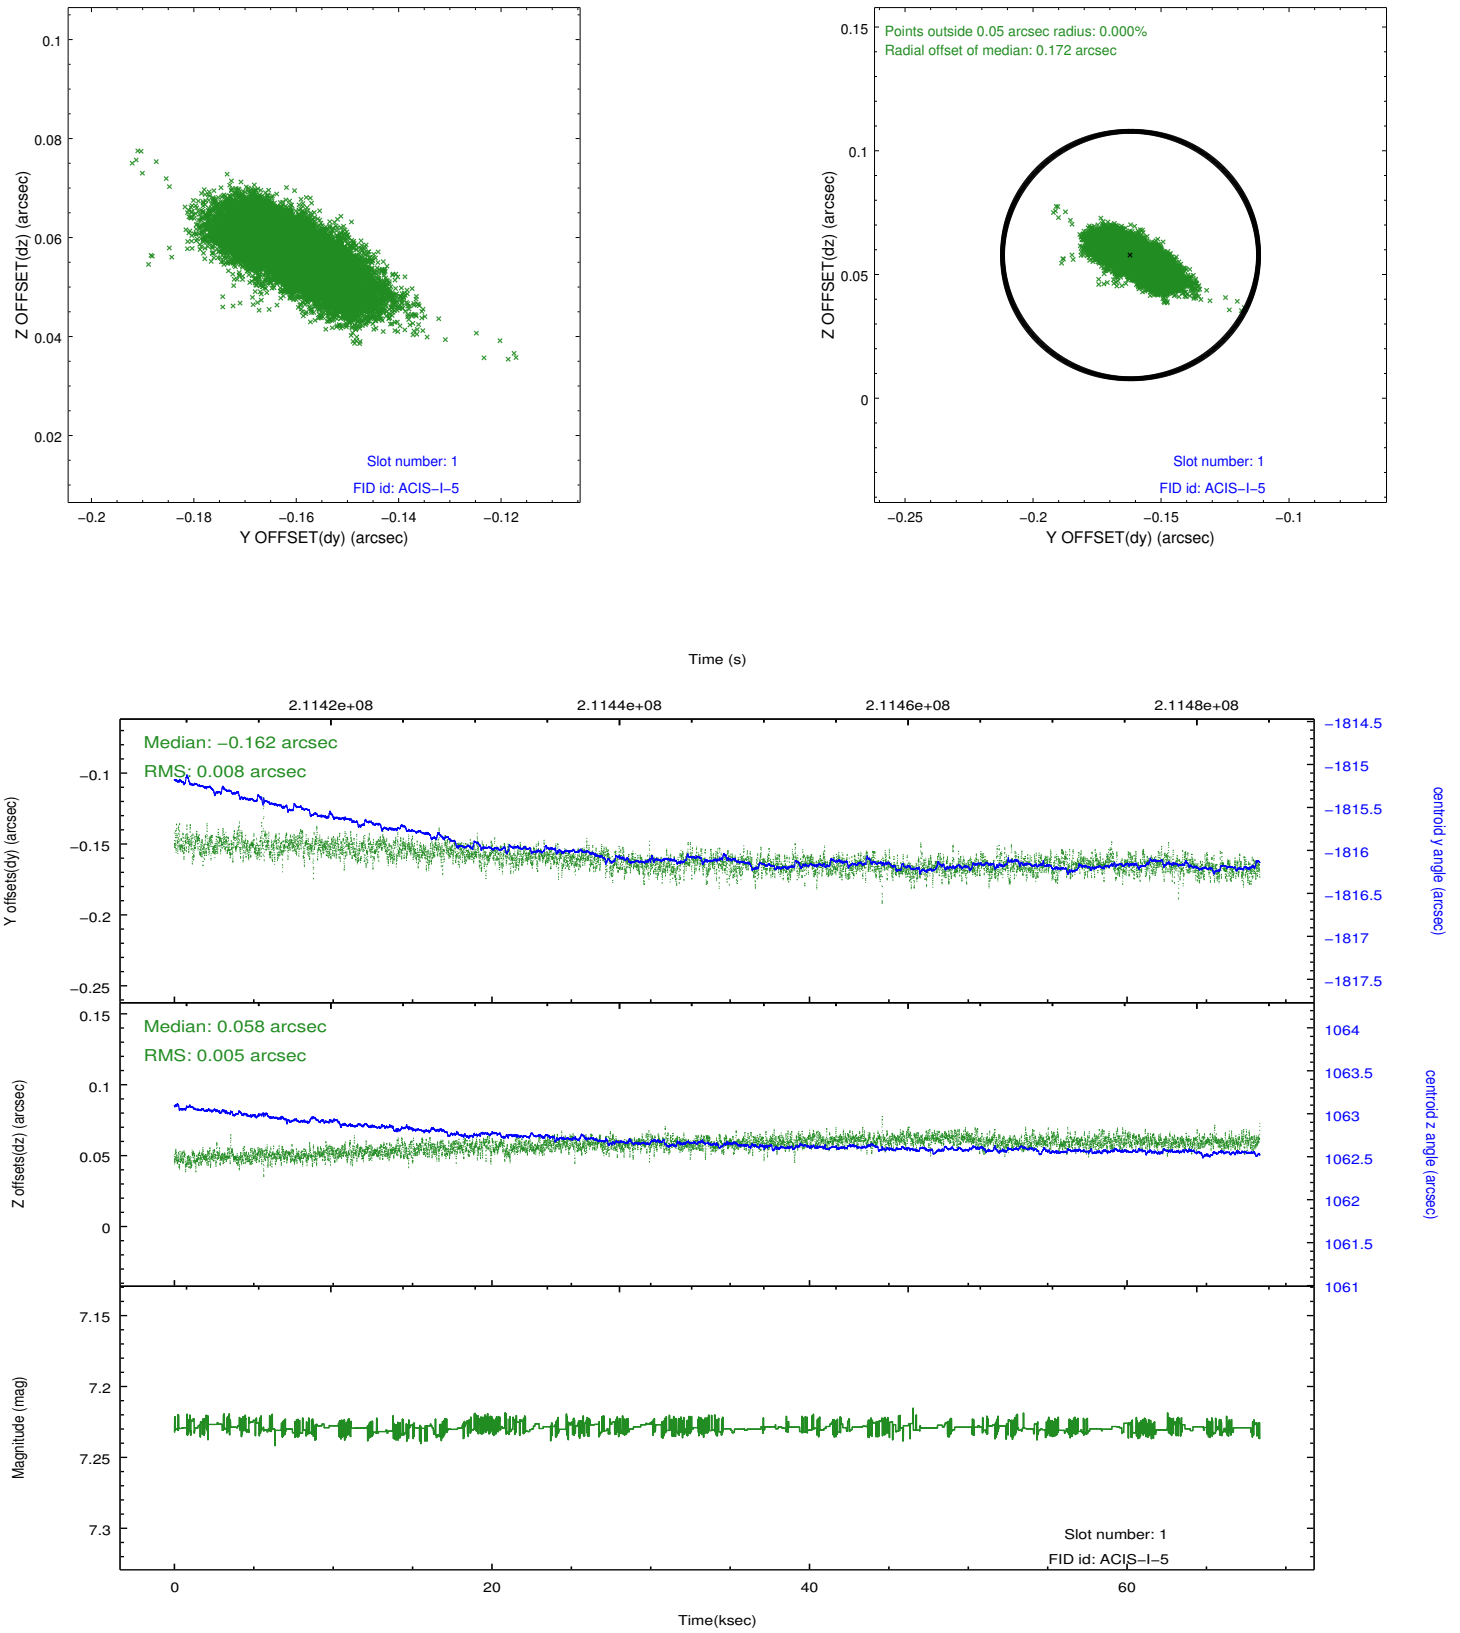 0.1
0.08
0.06
0.04
0.02
Z OFFSET(dz) (arcsec)
Slot number: 1
FID id: ACIS−I−5
−0.2 −0.18 −0.16 −0.14 −0.12
Y OFFSET(dy) (arcsec)
Points outside 0.05 arcsec radius: 0.000%
Radial offset of median: 0.172 arcsec
0.15
0.1
0.05
0
Z OFFSET(dz) (arcsec)
Slot number: 1
FID id: ACIS−I−5
−0.25 −0.2 −0.15 −0.1
Y OFFSET(dy) (arcsec)
Time (s)
2.1142e+08 2.1144e+08 2.1146e+08 2.1148e+08
Median: −0.162 arcsec
RMS: 0.008 arcsec
−0.1
−0.15
−0.2
−0.25
Y offsets(dy) (arcsec)
−1814.5
−1815
−1815.5
−1816
−1816.5
−1817
−1817.5
centroid y angle (arcsec)
Median: 0.058 arcsec
RMS: 0.005 arcsec
0.15
0.1
0.05
0
Z offsets(dz) (arcsec)
1064
1063.5
1063
1062.5
1062
1061.5
1061
centroid z angle (arcsec)
7.15
7.2
7.25
7.3
Magnitude (mag)
Slot number: 1
FID id: ACIS−I−5
0 20 40 60
Time(ksec)